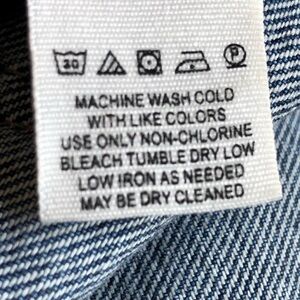 30 P
MACHINE WASH COLD
WITH LIKE COLORS
USE ONLY NON-CHLORINE
BLEACH TUMBLE DRY LOW
LOW IRON AS NEEDED
MAY BE DRY CLEANED